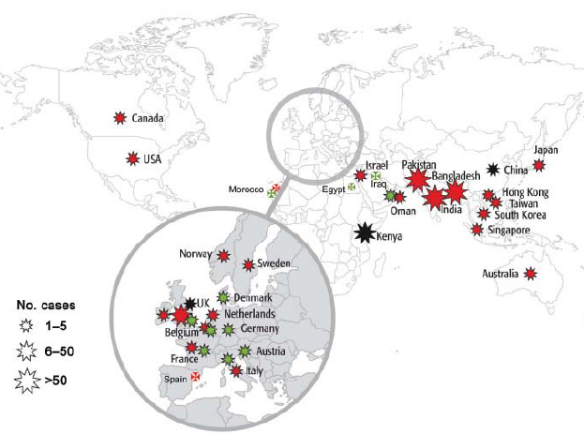 Canada
USA
Japan
Israel
Pakistan
China
Bangladesh
Iraq
Morocco
Egypt
Hong Kong
Oman
India
Taiwan
South Korea
Kenya
Singapore
Norway
Sweden
Australia
No. cases
1–5
6–50
>50
UK
Denmark
Netherlands
Belgium
Germany
France
Austria
Italy
Spain